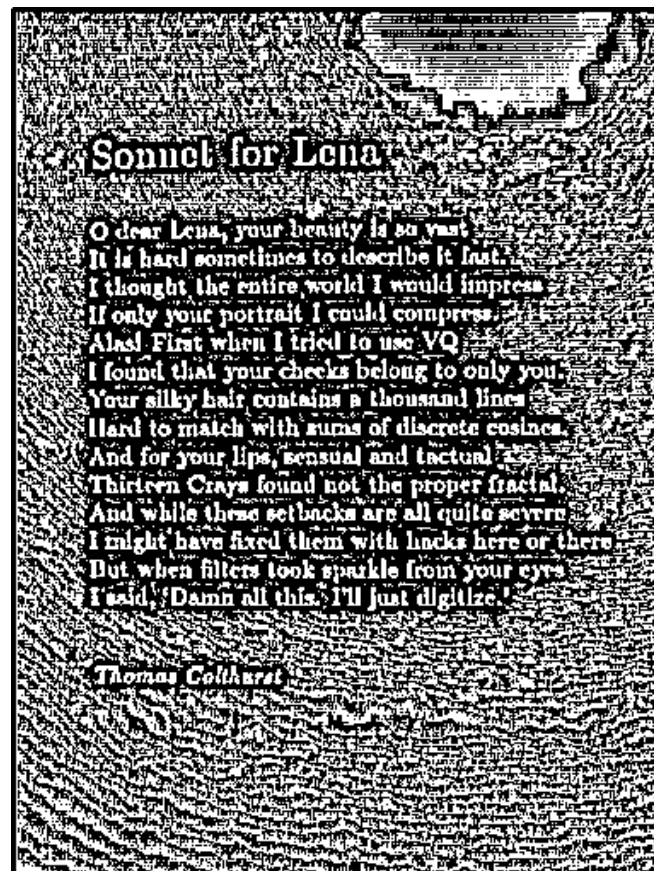 Sonnet for Lena
O dear Lena, your beauty is so vast
It is hard sometimes to describe it fast.
I thought the entire world I would impress
If only your portrait I could compress.
Alas! First when I tried to use VQ
I found that your cheeks belong to only you.
Your silky hair contains a thousand lines
Hard to match with sums of discrete cosines.
And for your lips, sensual and tactual
Thirteen Crays found not the proper fractal.
And while these setbacks are all quite severe
I might have fixed them with hacks here or there
But when filters took sparkle from your eyes
I said, 'Damn all this. I'll just digitize.'
Thomas Colthurst